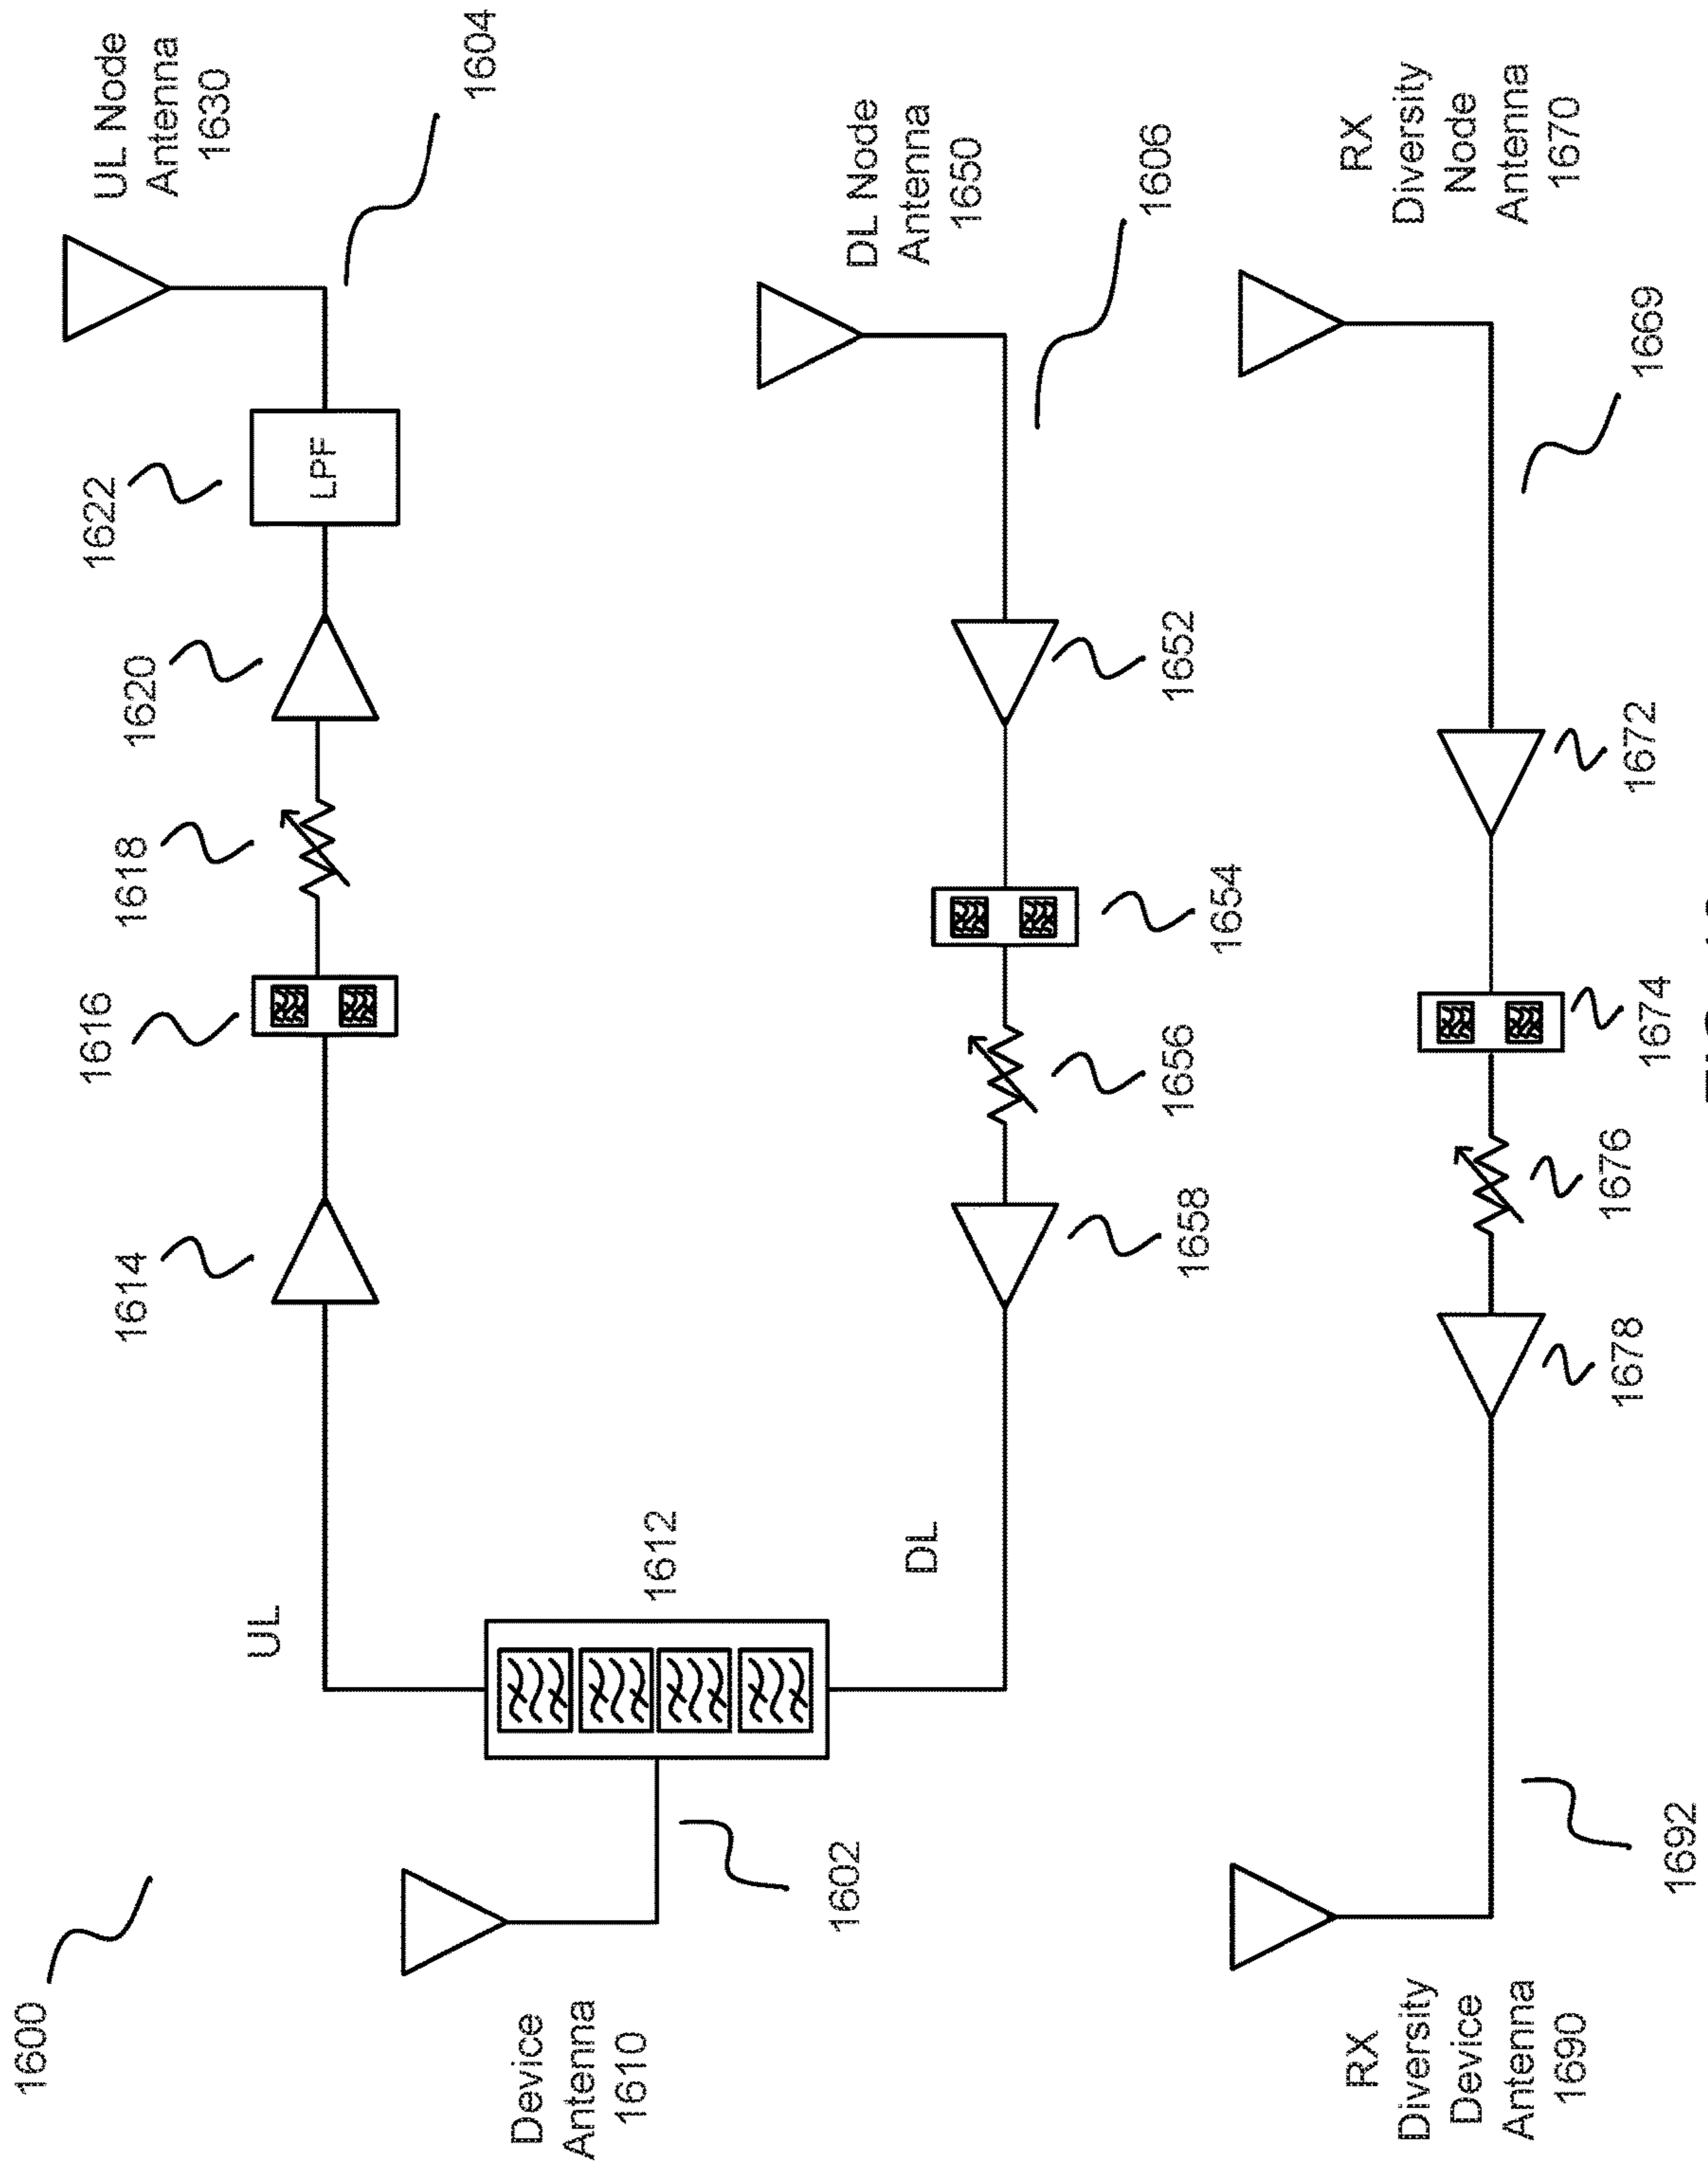 1600
UL Node
Antenna
1630
1616
1622
1614
1618
1620
UL
LPF
1604
Device
Antenna
1610
1612
1602
DL Node
Antenna
1650
DL
1606
1658
1656
1652
1654
RX
Diversity
Device
Antenna
1690
RX
Diversity
Node
Antenna
1670
1678
1676
1672
1674
1669
1692